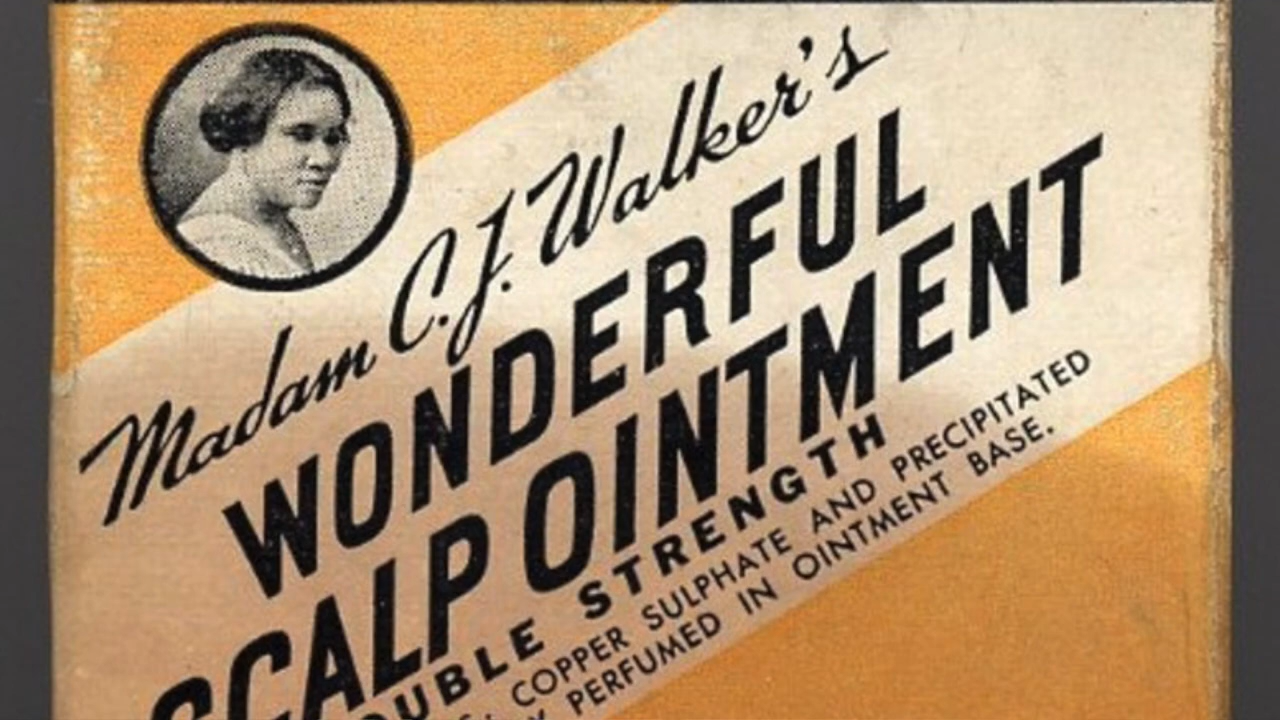 Madam C.J. Walker's
WONDERFUL
SCALP OINTMENT
DOUBLE STRENGTH
COPPER SULPHATE AND PRECIPITATED
PERFUMED IN OINTMENT BASE.